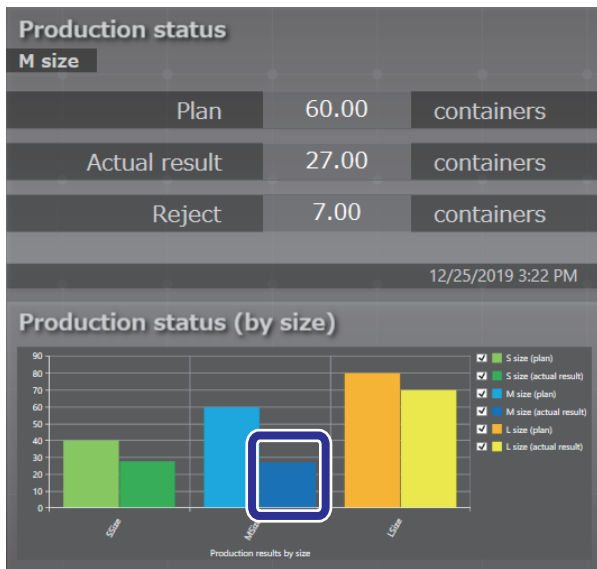 Production status
M size
Plan 60.00 containers
Actual result 27.00 containers
Reject 7.00 containers
12/25/2019 3:22 PM
Production status (by size)
90
80
70
60
50
40
30
20
10
0
SSize
MSize
LSize
Production results by size
S size (plan)
S size (actual result)
M size (plan)
M size (actual result)
L size (plan)
L size (actual result)